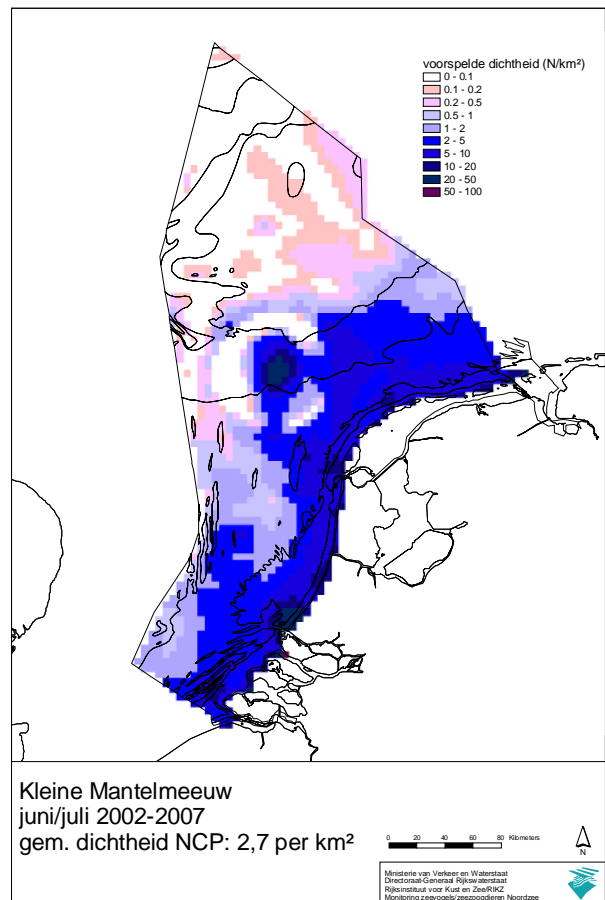 voorspelde dichtheid (N/km²)
0 - 0.1
0.1 - 0.2
0.2 - 0.5
0.5 - 1
1 - 2
2 - 5
5 - 10
10 - 20
20 - 50
50 - 100
Kleine Mantelmeeuw
juni/juli 2002-2007
gem. dichtheid NCP: 2,7 per km²
0 20 40 60 80 Kilometers
N
Ministerie van Verkeer en Waterstaat
Directoraat-Generaal Rijkswaterstaat
Rijksinstituut voor Kust en Zee/RIKZ
Monitoring zeevogels/zeezoogdieren Noordzee